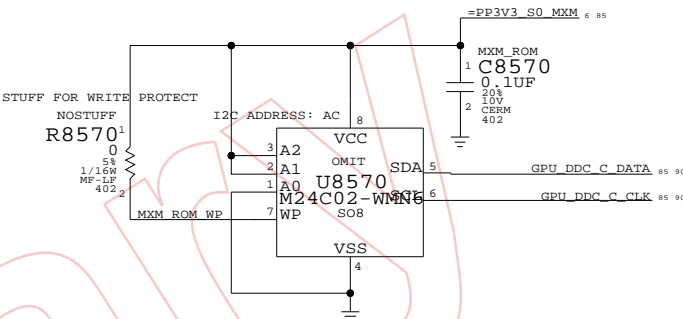 =PP3V3_S0_MXM 6 85
MXM_ROM
1 C8570
0.1UF
20%
10V
2 CERM
402
STUFF FOR WRITE PROTECT
NOSTUFF
R8570 1
0
5%
1/16W
MF-LF
402 2
I2C ADDRESS: AC
8
VCC
OMIT
3 A2
2 A1
1 A0
7 WP
MXM_ROM_WP
U8570
M24C02-WMN6
SO8
SDA 5 GPU_DDC_C_DATA 85 90
SCL 6 GPU_DDC_C_CLK 85 90
VSS
4